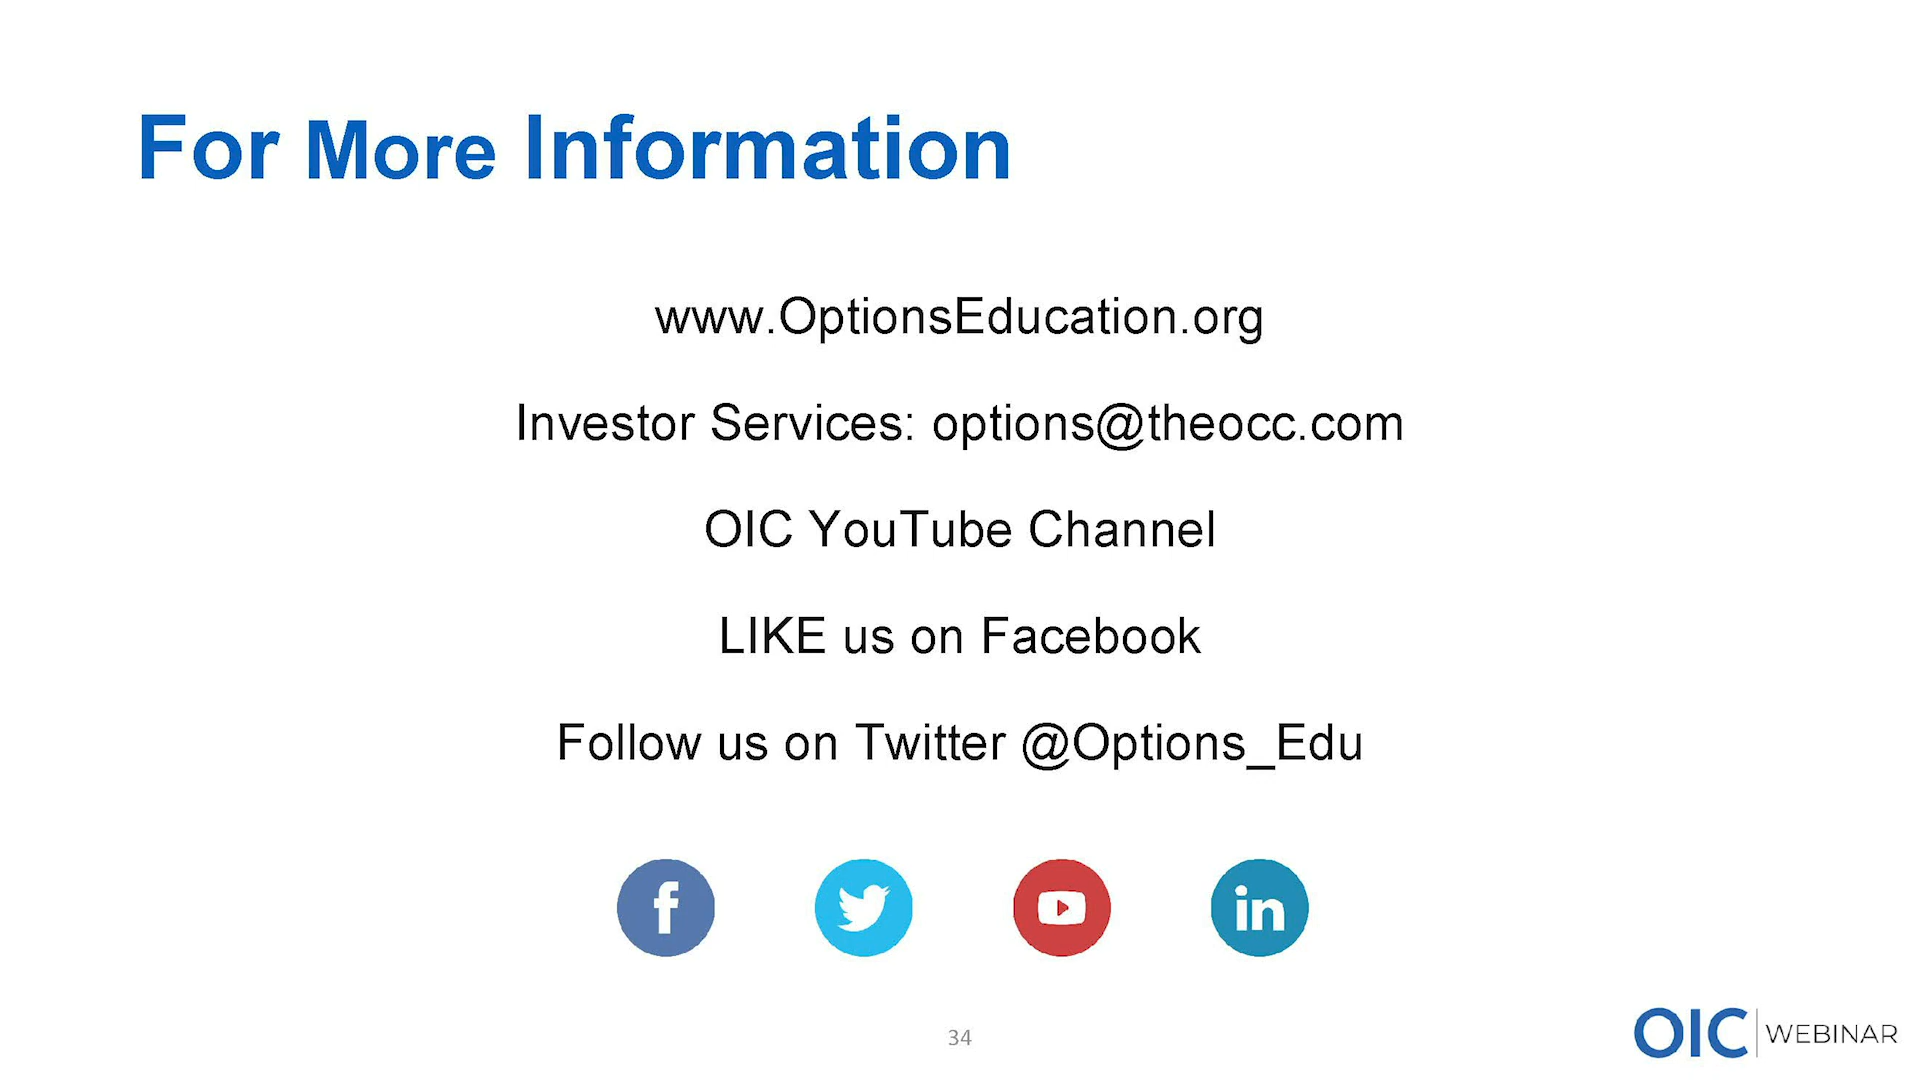 For More Information
www.OptionsEducation.org
Investor Services: options@theocc.com
OIC YouTube Channel
LIKE us on Facebook
Follow us on Twitter @Options_Edu
f in
34
OIC WEBINAR